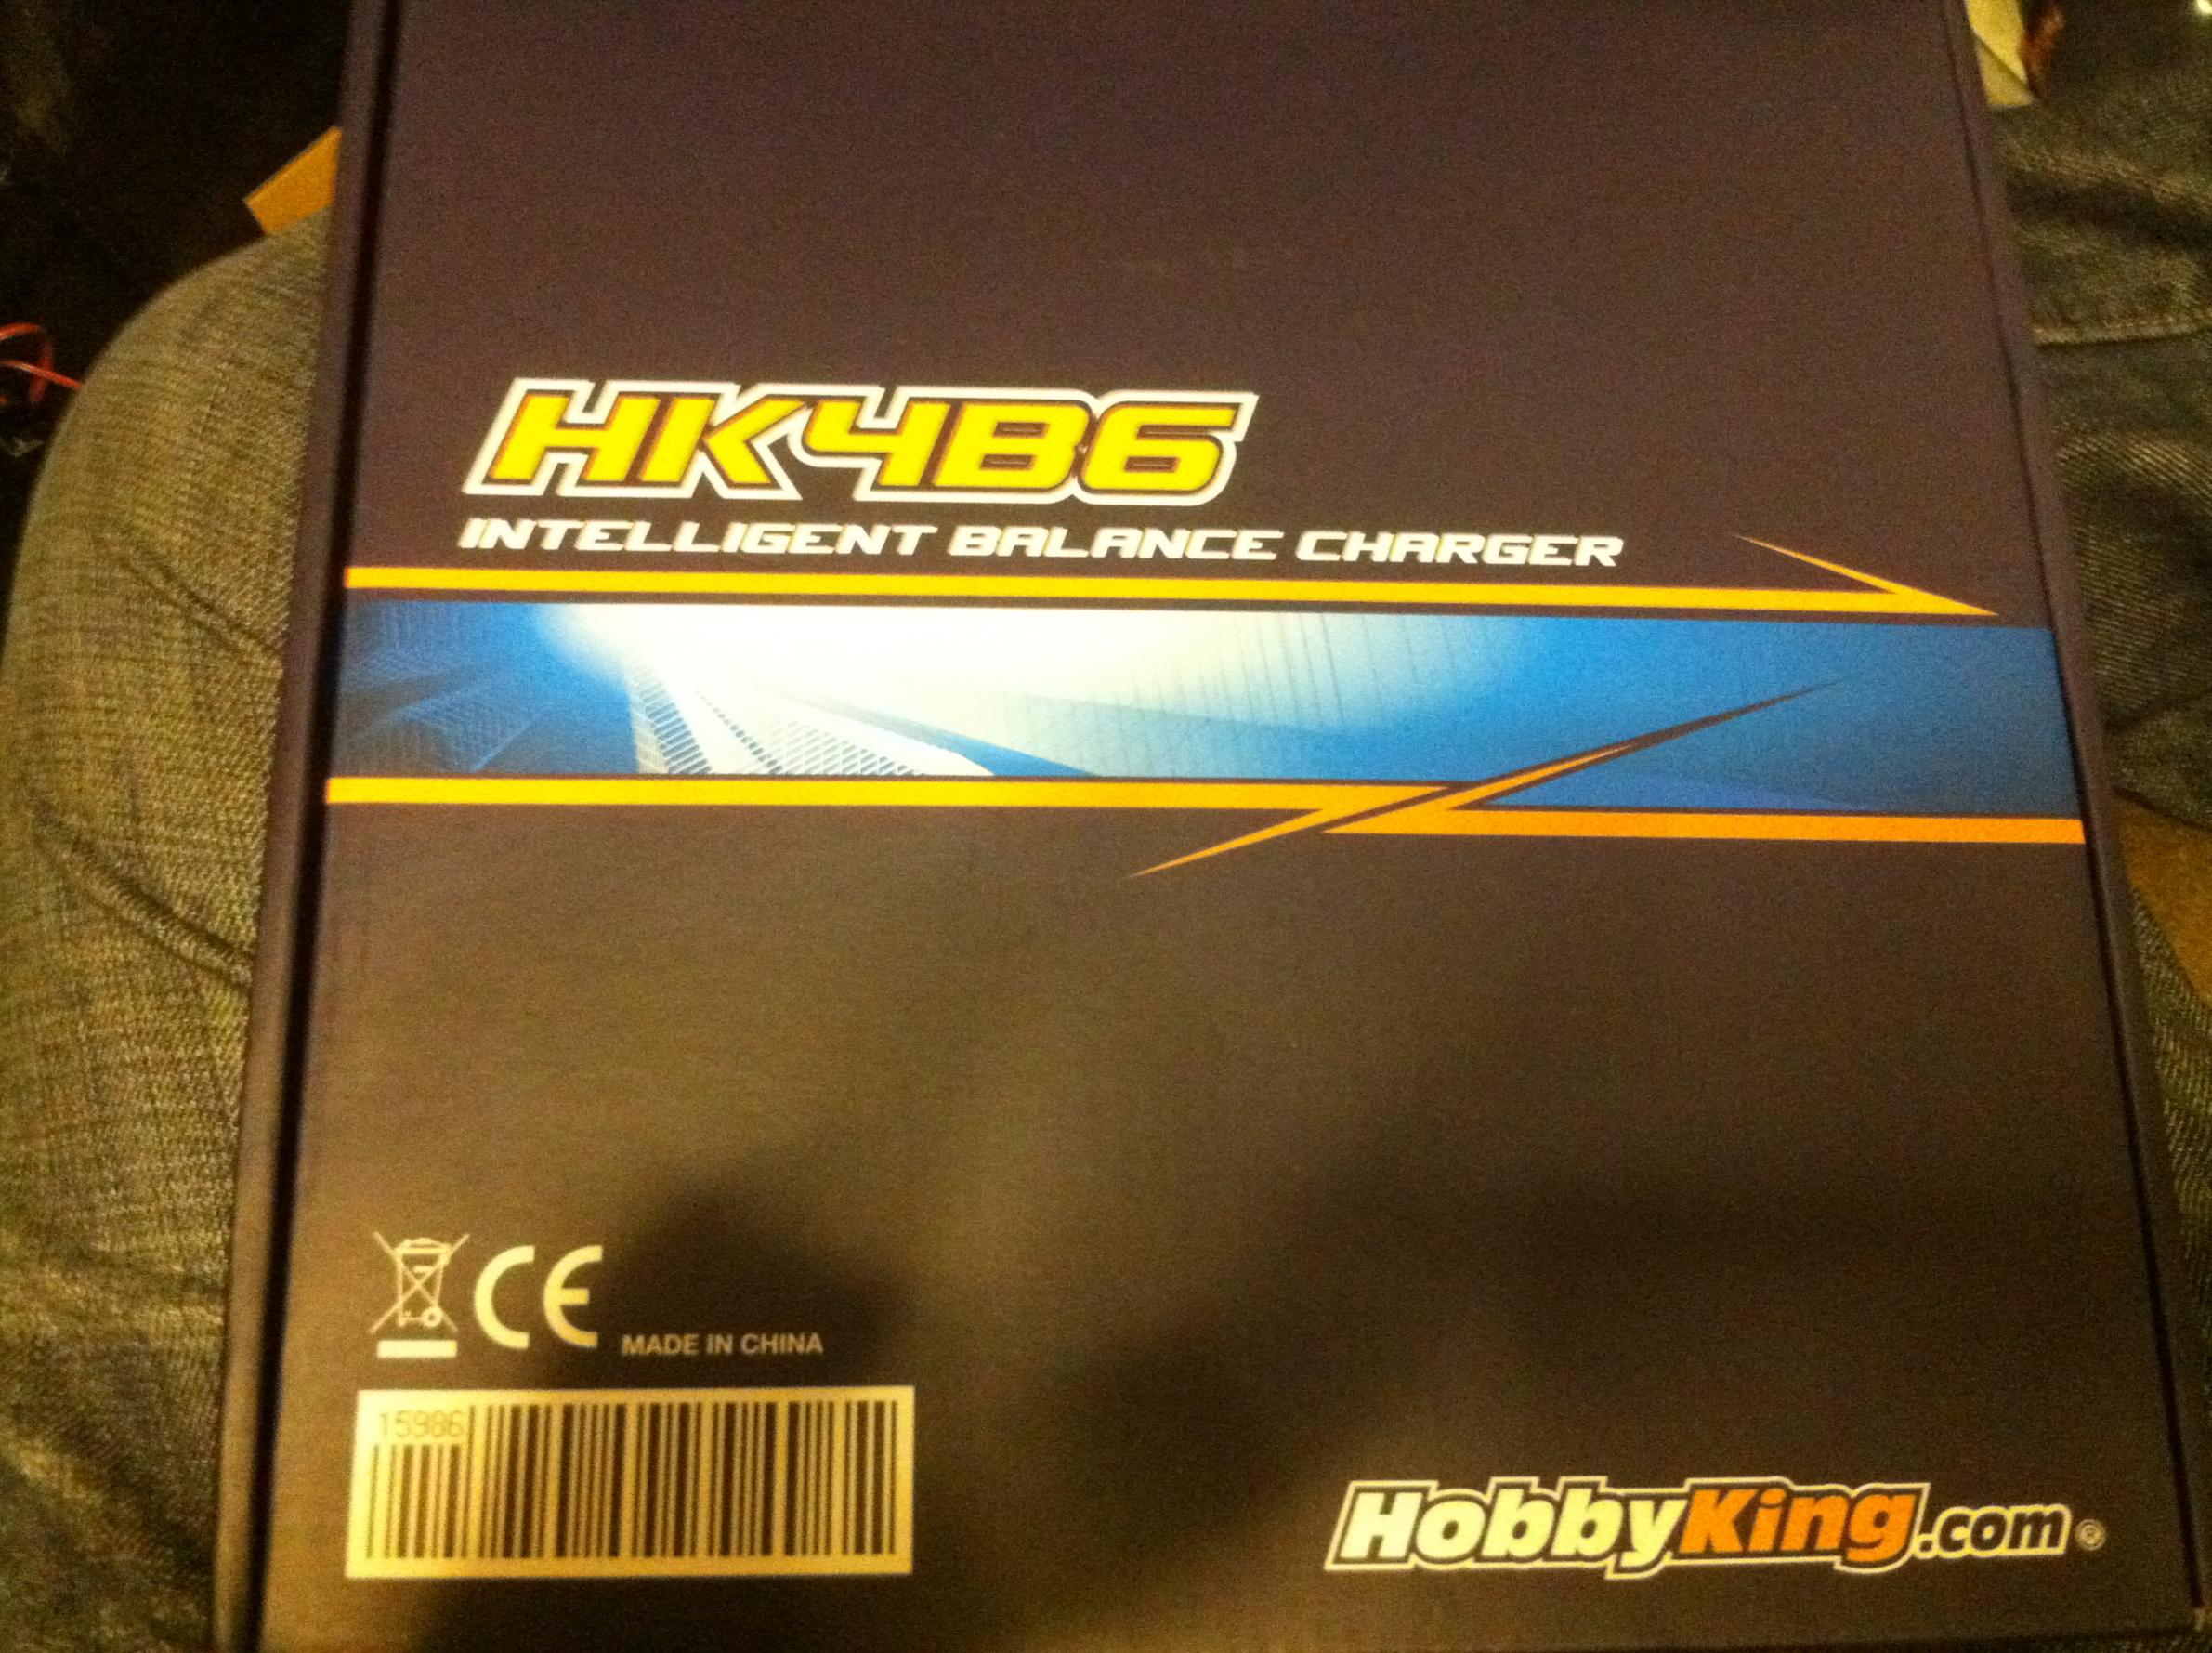 HK4B6
INTELLIGENT BALANCE CHARGER
CE
MADE IN CHINA
15986
HobbyKing.com®